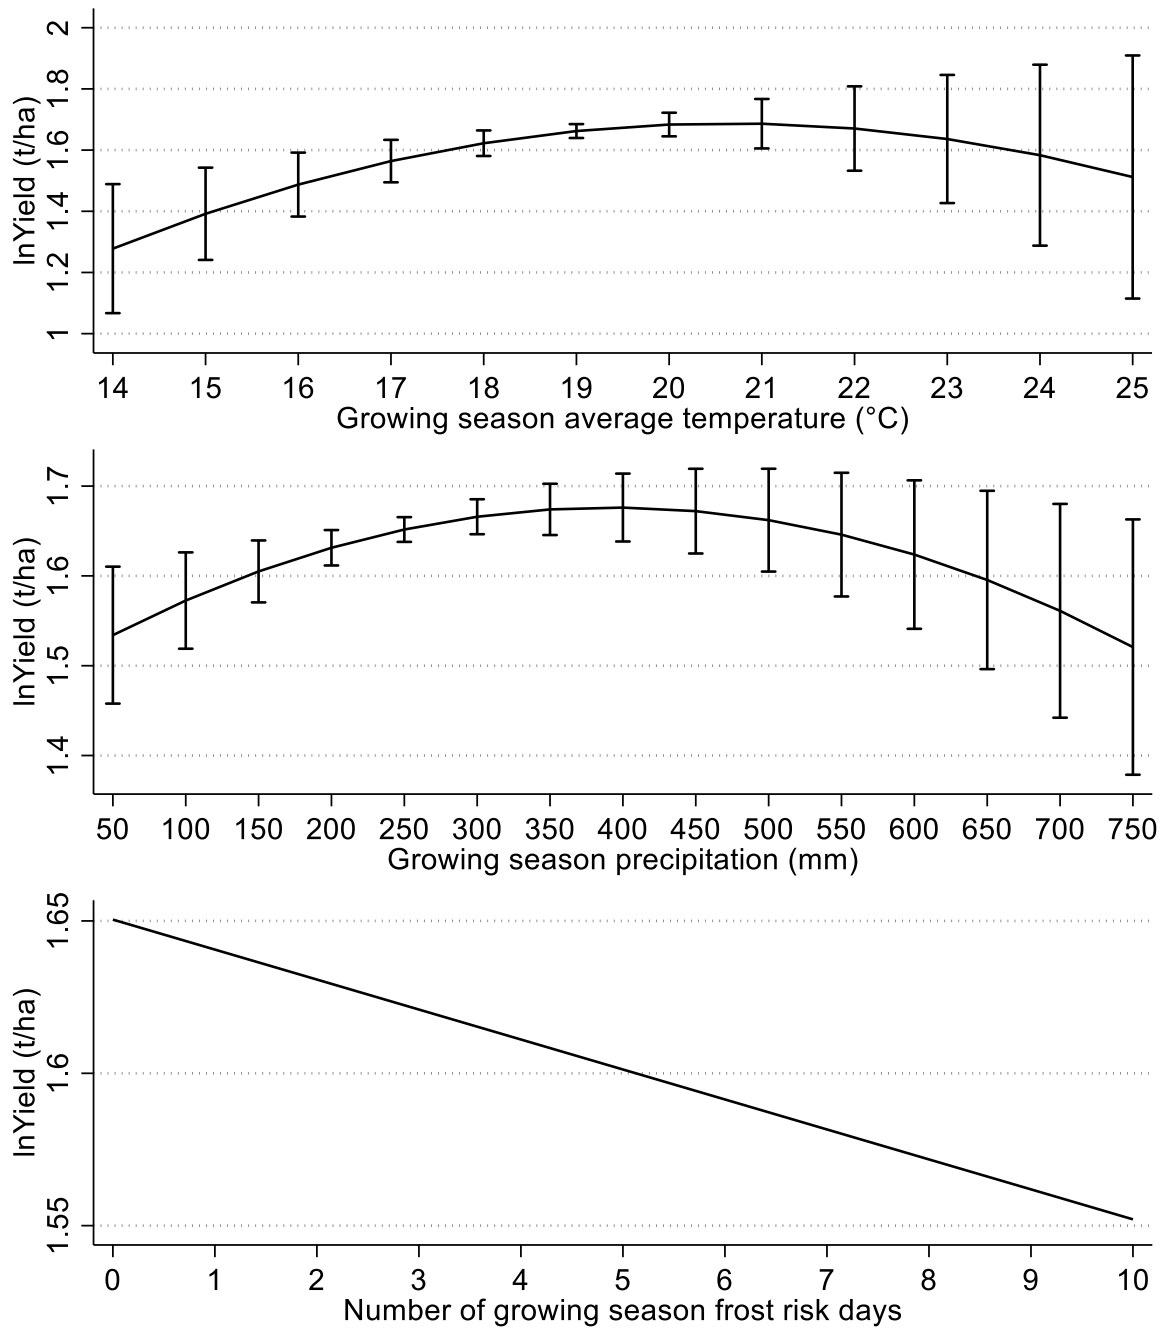 lnYield (t/ha)
2
1.8
1.6
1.4
1.2
1
14 15 16 17 18 19 20 21 22 23 24 25
Growing season average temperature (°C)
lnYield (t/ha)
1.7
1.6
1.5
1.4
50 100 150 200 250 300 350 400 450 500 550 600 650 700 750
Growing season precipitation (mm)
lnYield (t/ha)
1.65
1.6
1.55
0 1 2 3 4 5 6 7 8 9 10
Number of growing season frost risk days